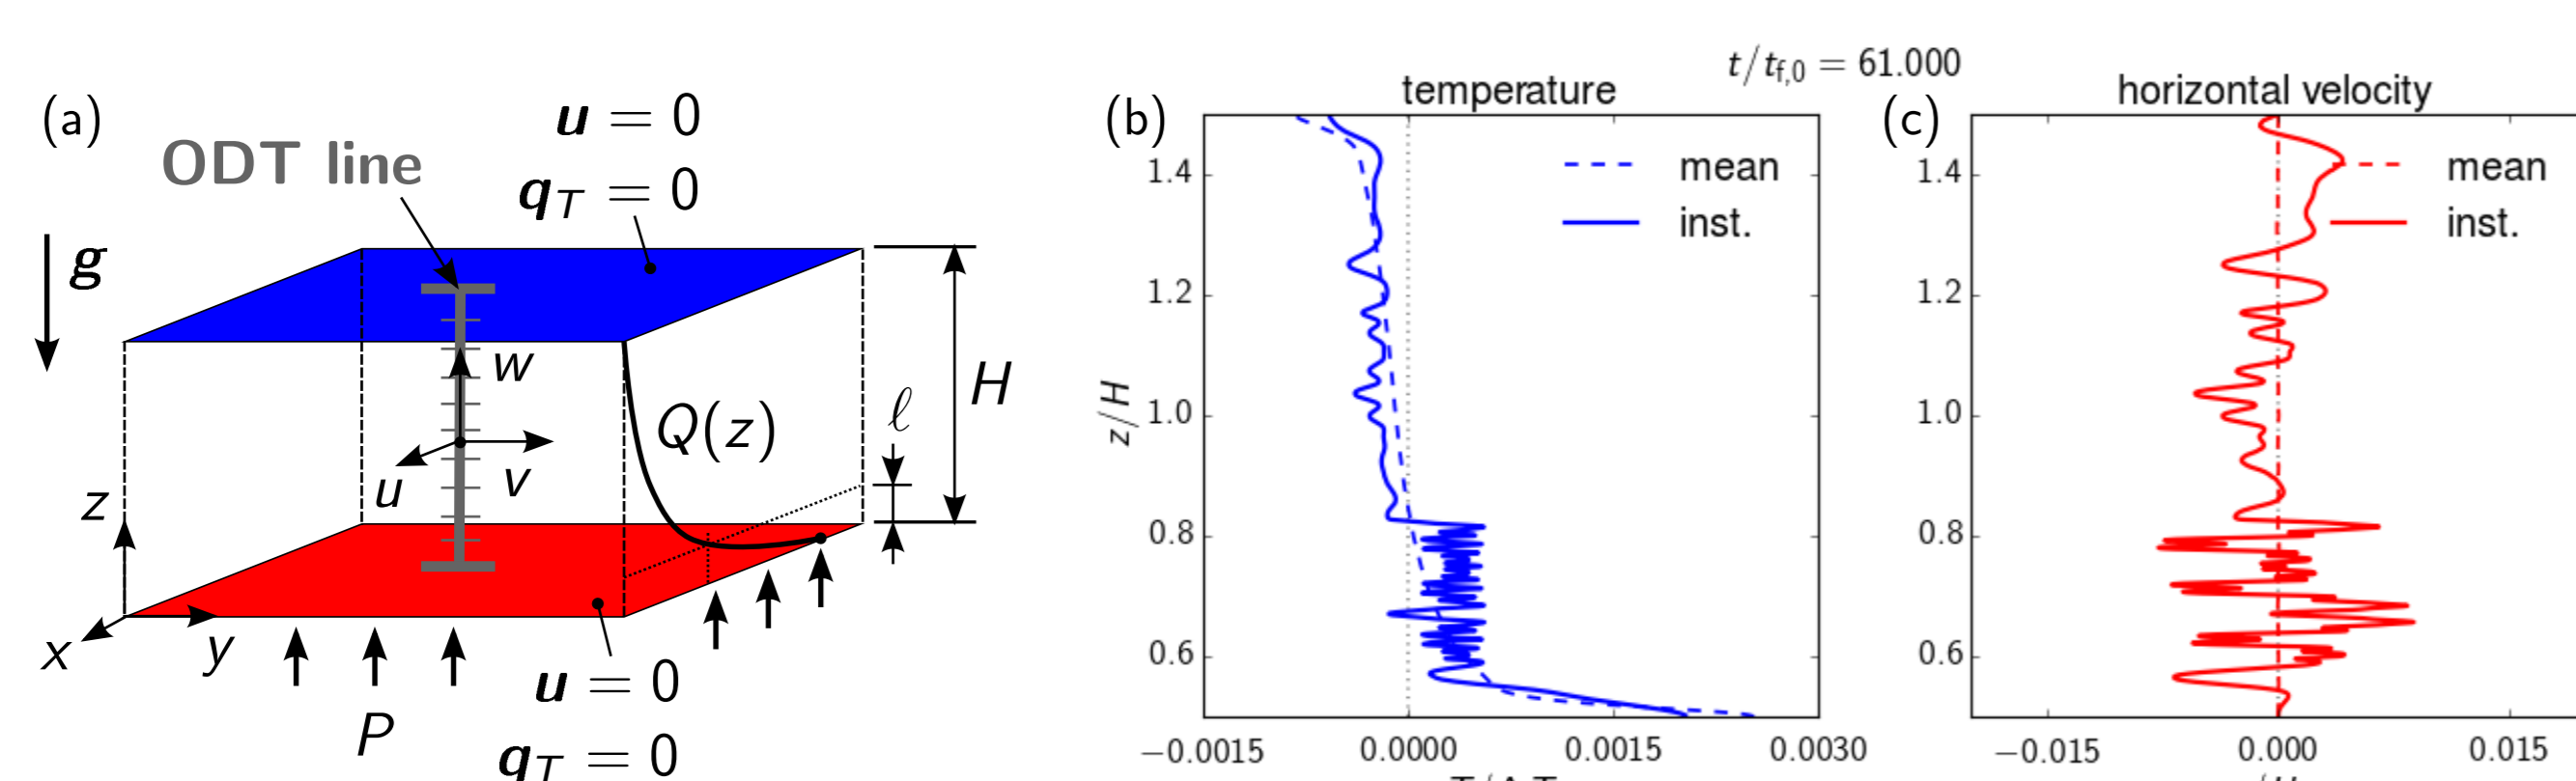 (a)
ODT line
u = 0
q_T = 0
g
w
v
u
Q(z)
ℓ
H
z
x
y
P
u = 0
q_T = 0
t/t_f,0 = 61.000
(b)
temperature
mean
inst.
z/H
1.4
1.2
1.0
0.8
0.6
−0.0015
0.0000
0.0015
0.0030
(c)
horizontal velocity
mean
inst.
1.4
1.2
1.0
0.8
0.6
−0.015
0.000
0.015